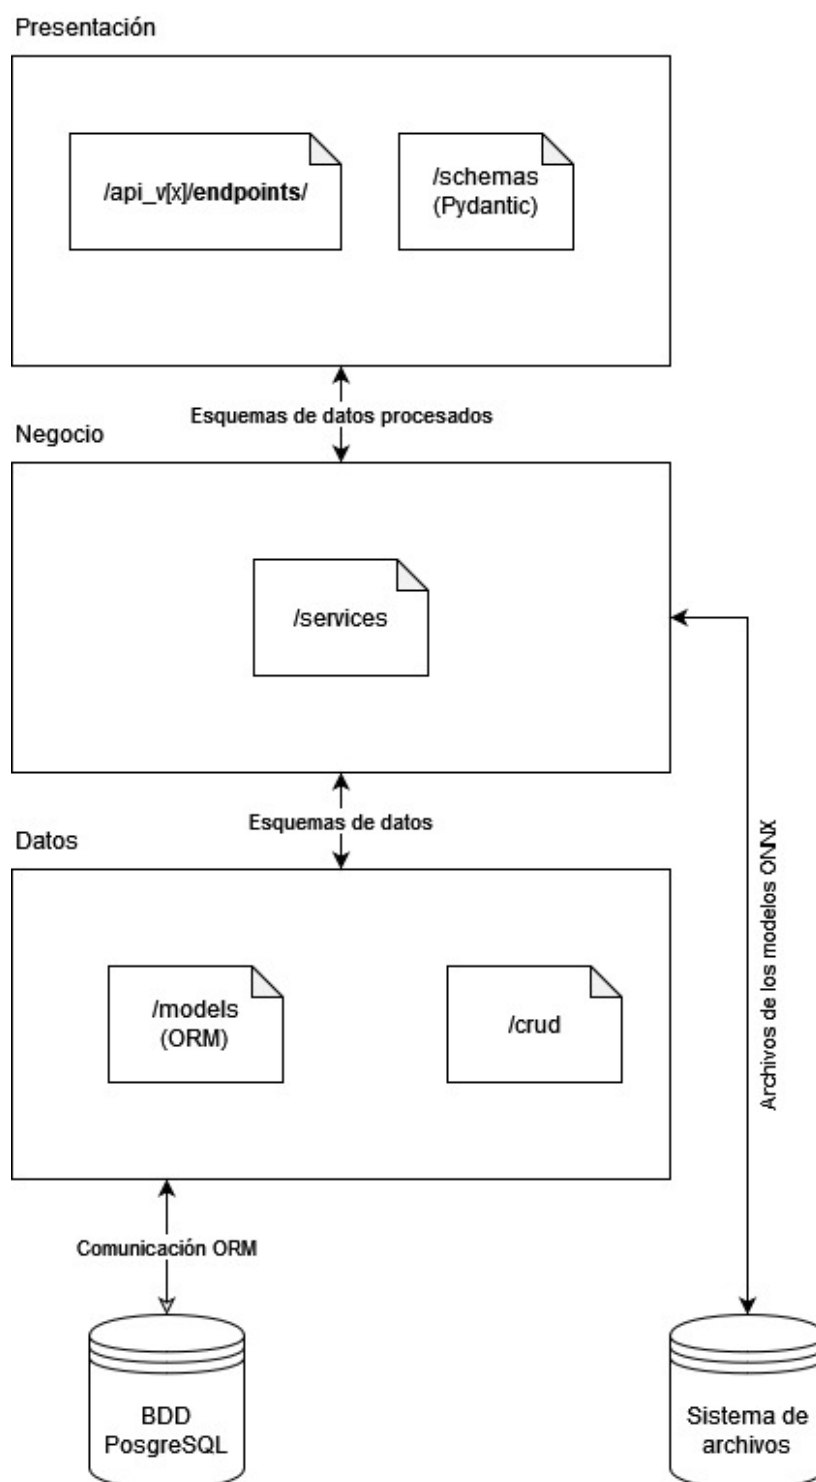 Presentación
/api_v[x]/endpoints/
/schemas
(Pydantic)
Esquemas de datos procesados
Negocio
/services
Esquemas de datos
Datos
/models
(ORM)
/crud
Archivos de los modelos ONNX
Comunicación ORM
BDD
PosgreSQL
Sistema de
archivos